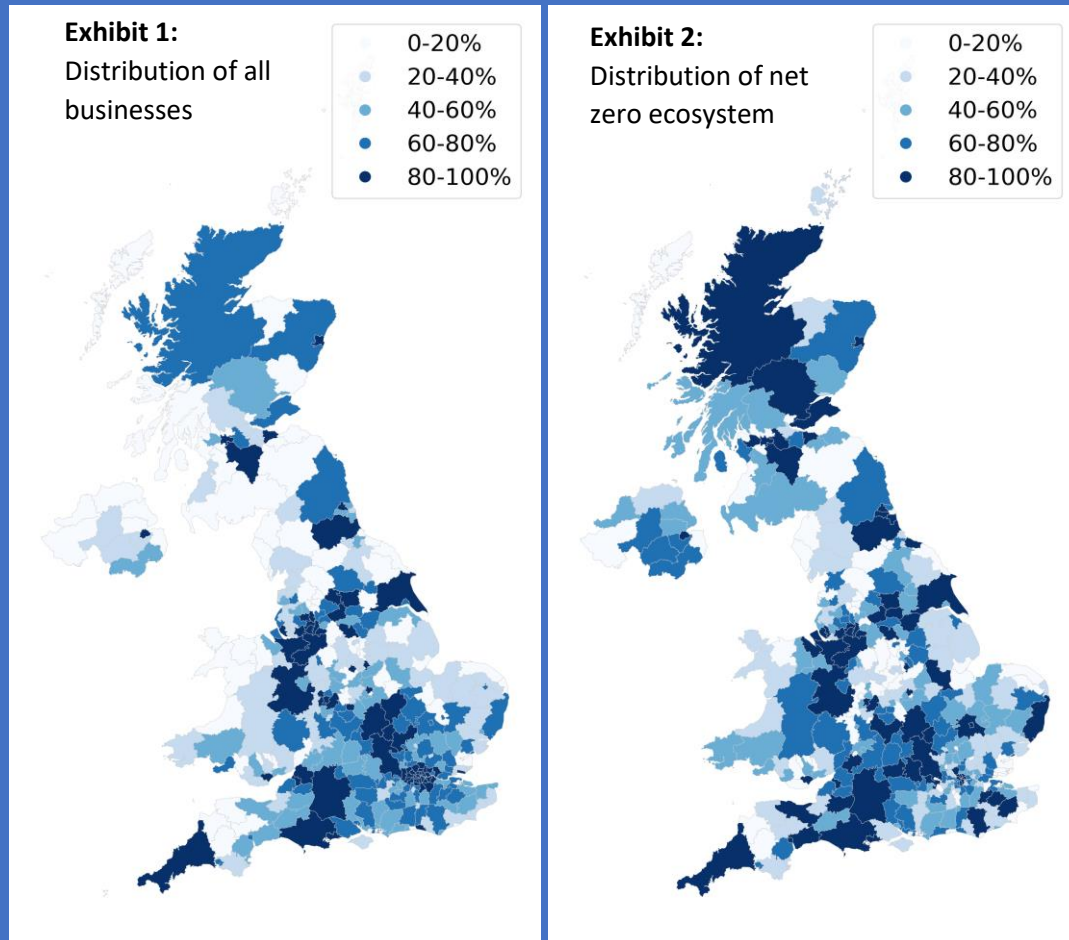 Exhibit 1:
Distribution of all
businesses
0-20%
20-40%
40-60%
60-80%
80-100%
Exhibit 2:
Distribution of net
zero ecosystem
0-20%
20-40%
40-60%
60-80%
80-100%